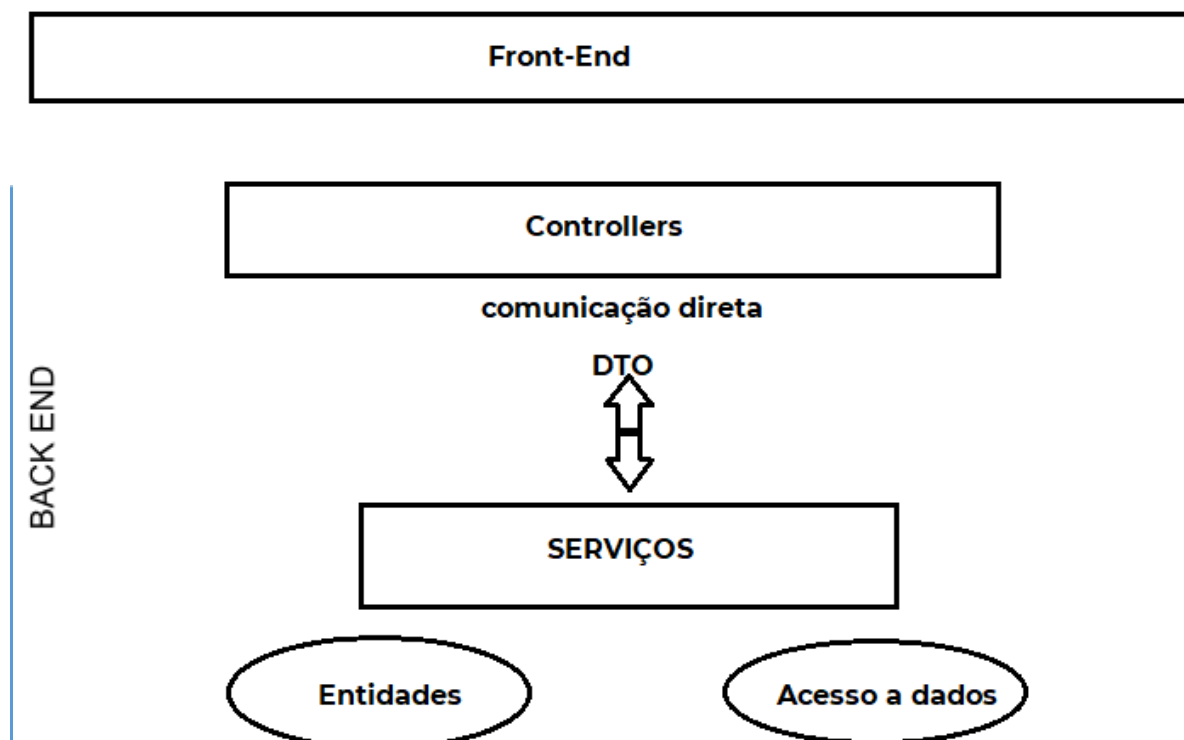 Front-End
Controllers
comunicação direta
DTO
BACK END
SERVIÇOS
Entidades
Acesso a dados